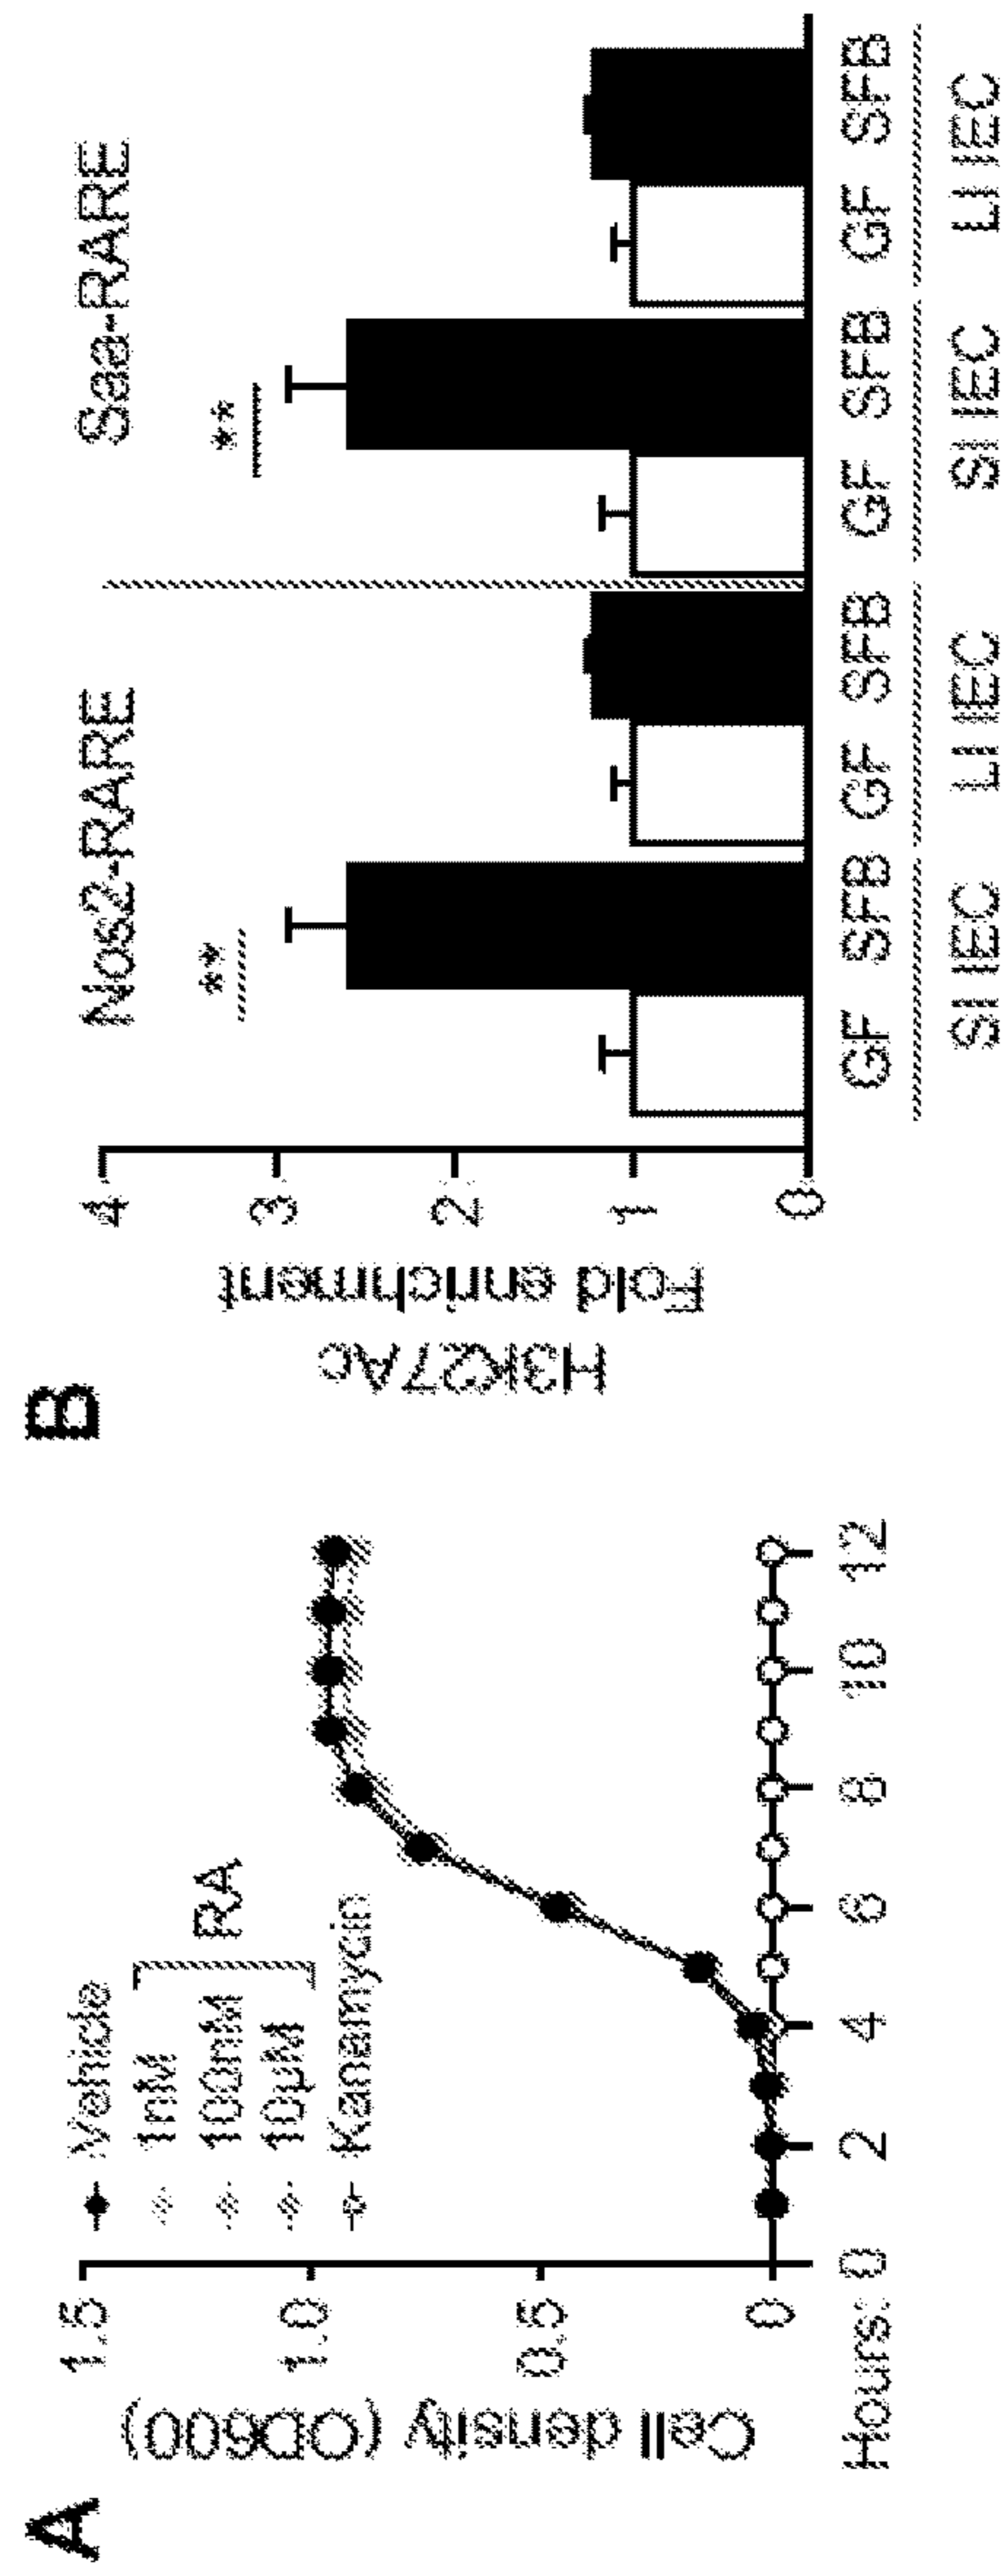 A
Cell density (OD600)
1.5
1.0
0.5
0
Vehicle
1nM
100nM
10µM
RA
Kanamycin
Hours: 0 2 4 6 8 10 12
B
H3K27Ac
Fold enrichment
4
3
2
1
0
Nos2-RARE Saa-RARE
** **
GF SFB GF SFB GF SFB GF SFB
SI IEC LI IEC SI IEC LI IEC